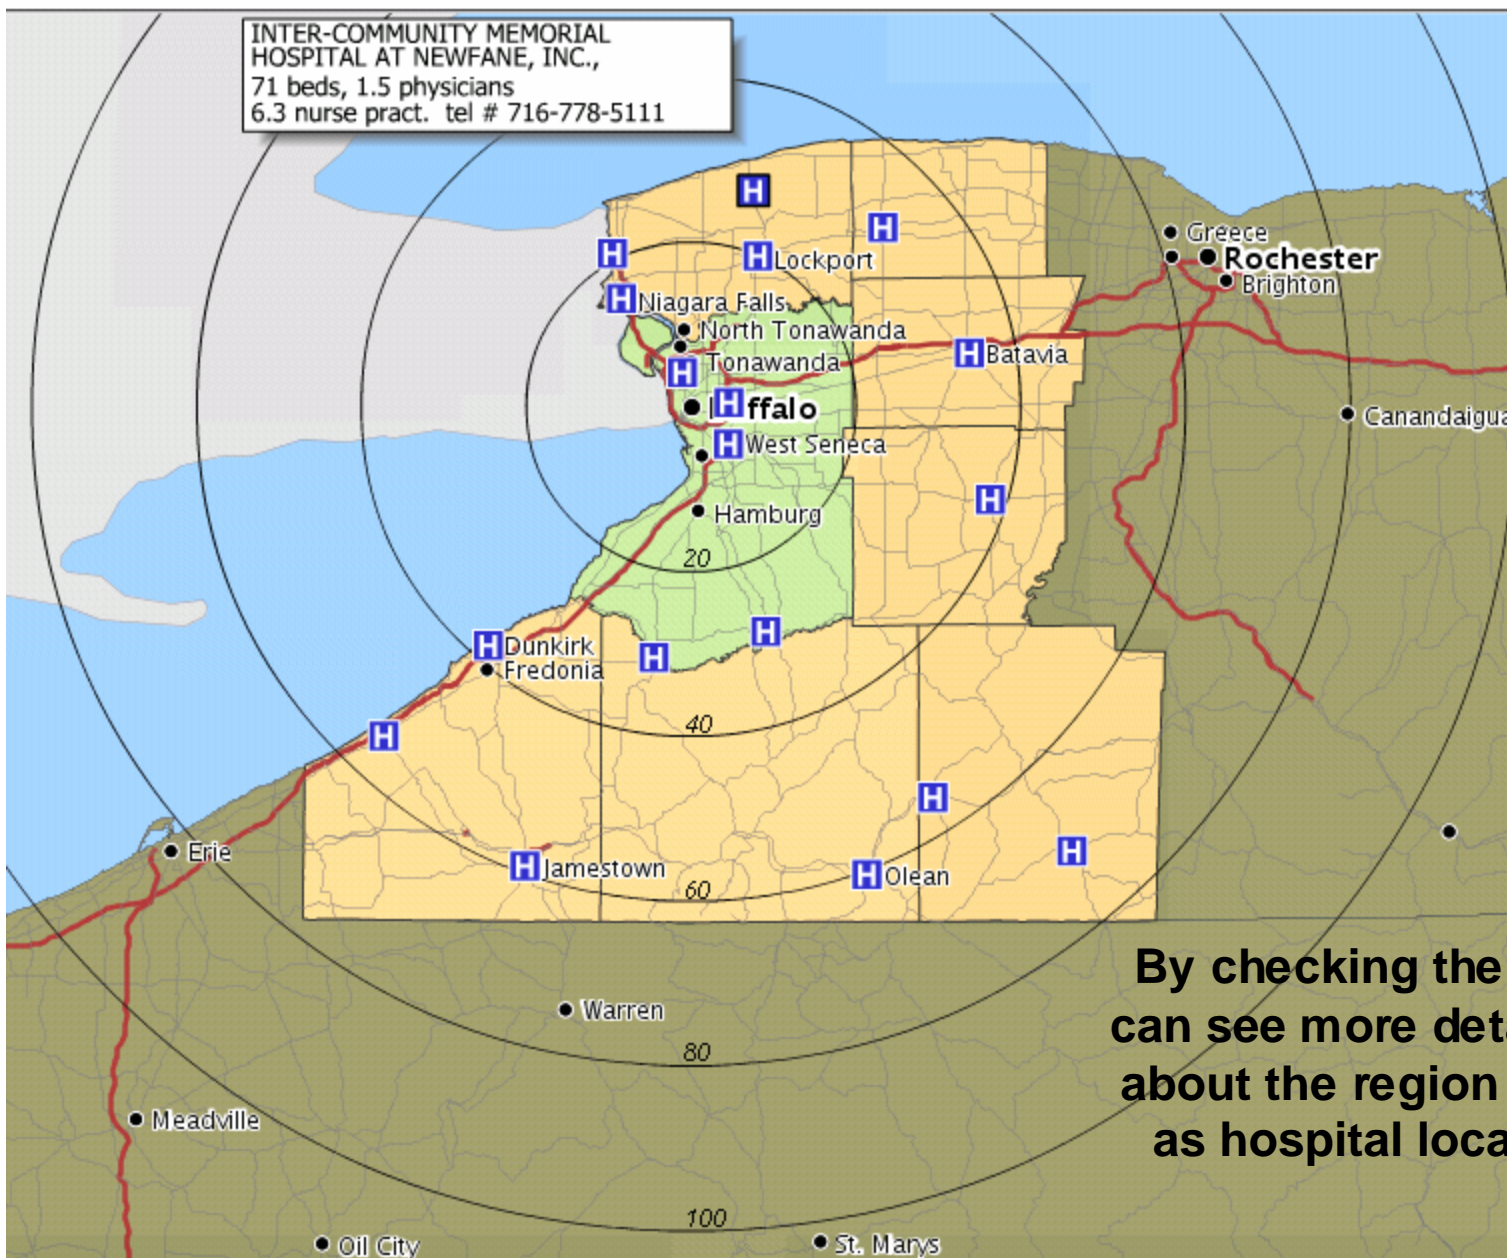 INTER-COMMUNITY MEMORIAL
HOSPITAL AT NEWFANE, INC.,
71 beds, 1.5 physicians
6.3 nurse pract. tel # 716-778-5111
H
H
Greece
H
H Lockport
Rochester
Brighton
H Niagara Falls
North Tonawanda
Tonawanda
H Batavia
H
H ffalo
Canandaigua
H West Seneca
H
Hamburg
20
H
H Dunkirk
H
Fredonia
40
H
H
Erie
H
H Jamestown
H Olean
60
By checking the
Warren
can see more
80
about the region
Meadville
as hospital
100
Oil City
St. Marys